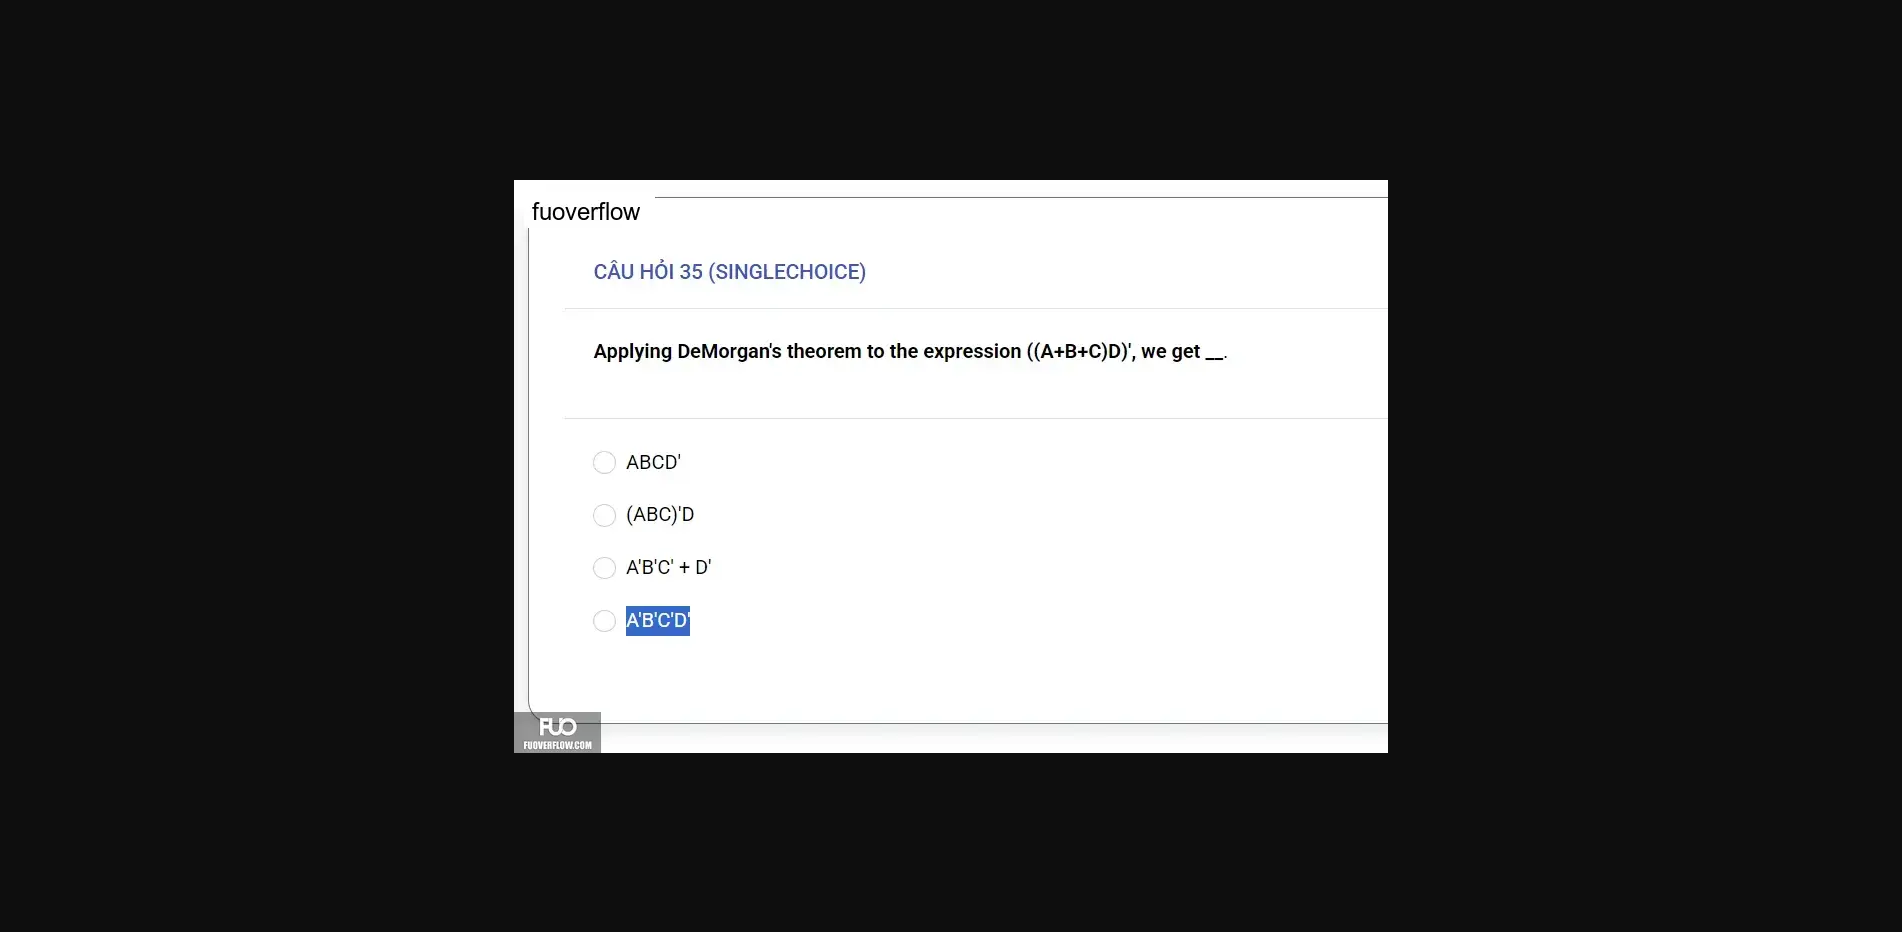 fuoverflow
CÂU HỎI 35 (SINGLECHOICE)
Applying DeMorgan's theorem to the expression ((A+B+C)D)', we get __.
ABCD'
(ABC)'D
A'B'C' + D'
A'B'C'D'
FUO
FUOVERFLOW.COM